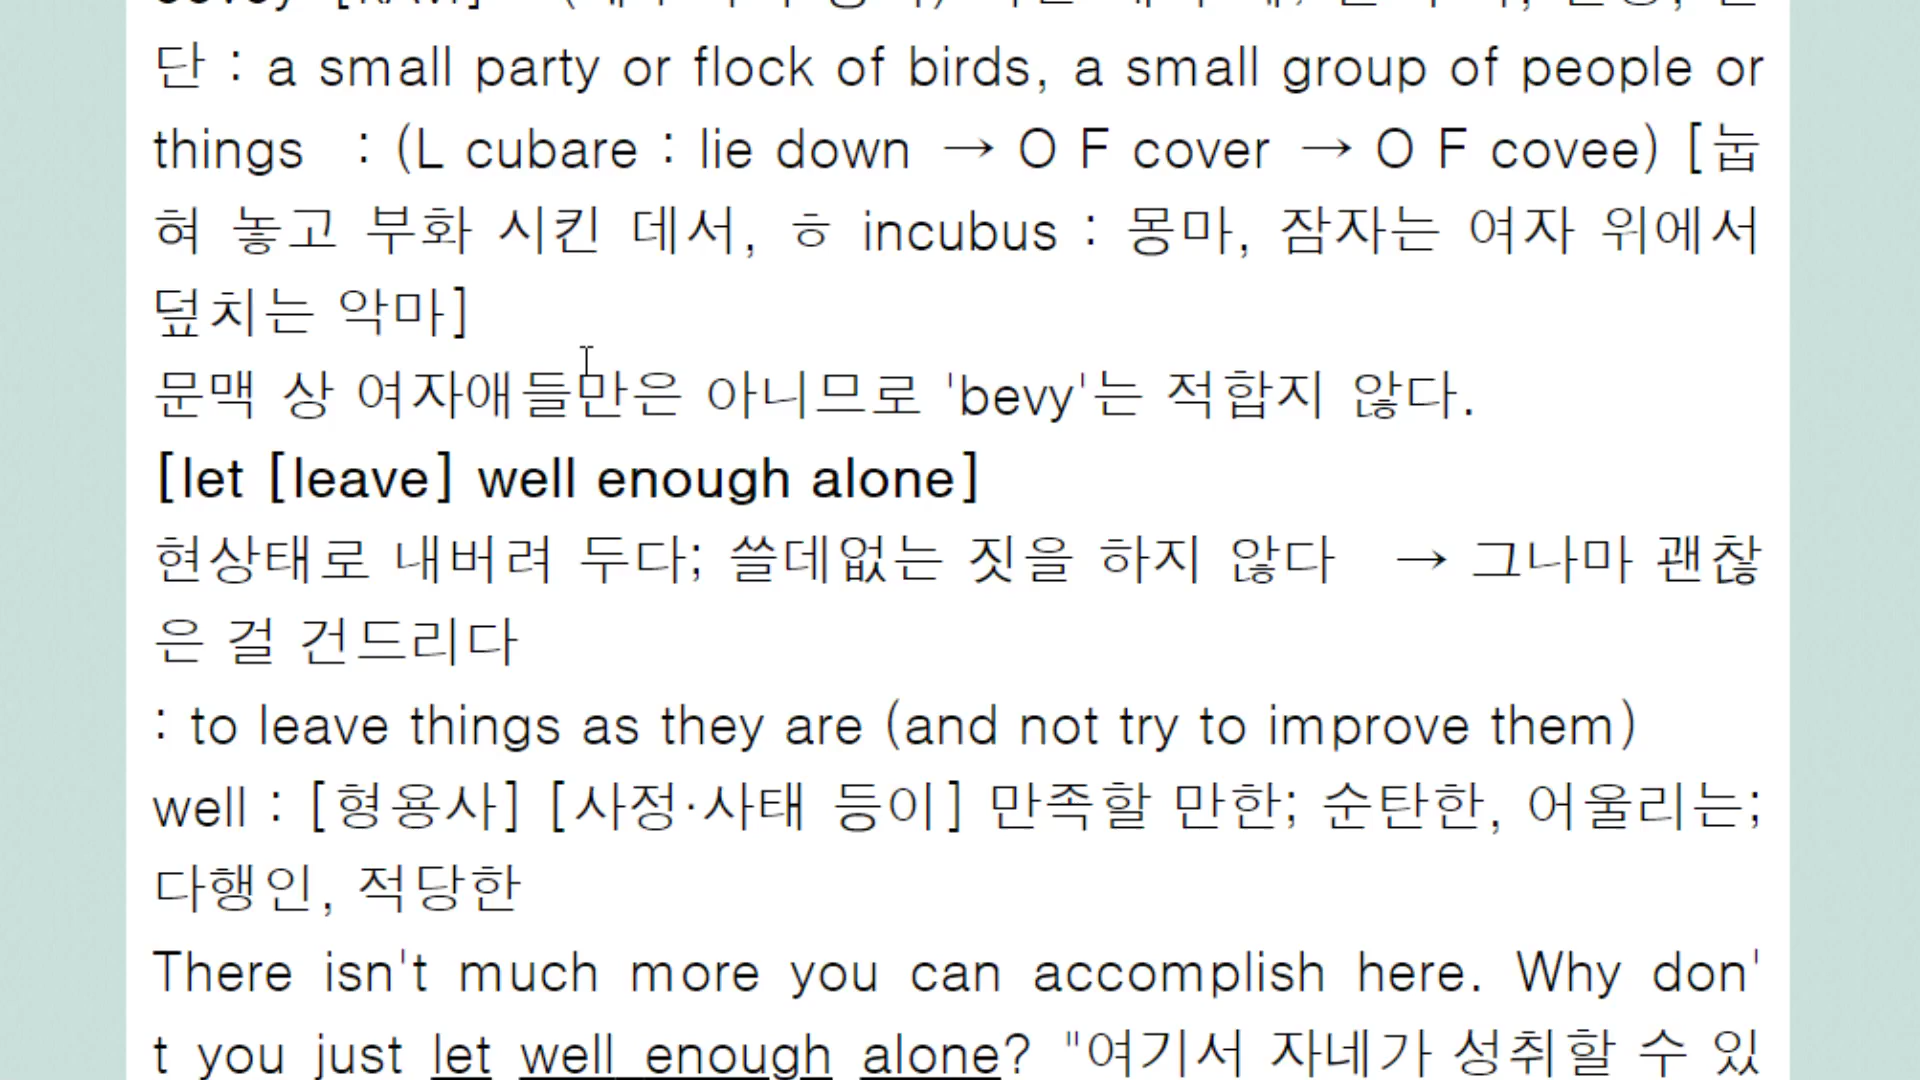 단 : a small party or flock of birds, a small group of people or
things : (L cubare : lie down → O F cover → O F covee) [눕
혀 놓고 부화 시킨 데서, ㅎ incubus : 몽마, 잠자는 여자 위에서
덮치는 악마]
문맥 상 여자애들만은 아니므로 'bevy'는 적합지 않다.
[let [leave] well enough alone]
현상태로 내버려 두다; 쓸데없는 짓을 하지 않다 → 그나마 괜찮
은 걸 건드리다
: to leave things as they are (and not try to improve them)
well : [형용사] [사정·사태 등이] 만족할 만한; 순탄한, 어울리는;
다행인, 적당한
There isn't much more you can accomplish here. Why don'
t you just let well enough alone? "여기서 자네가 성취할 수 있